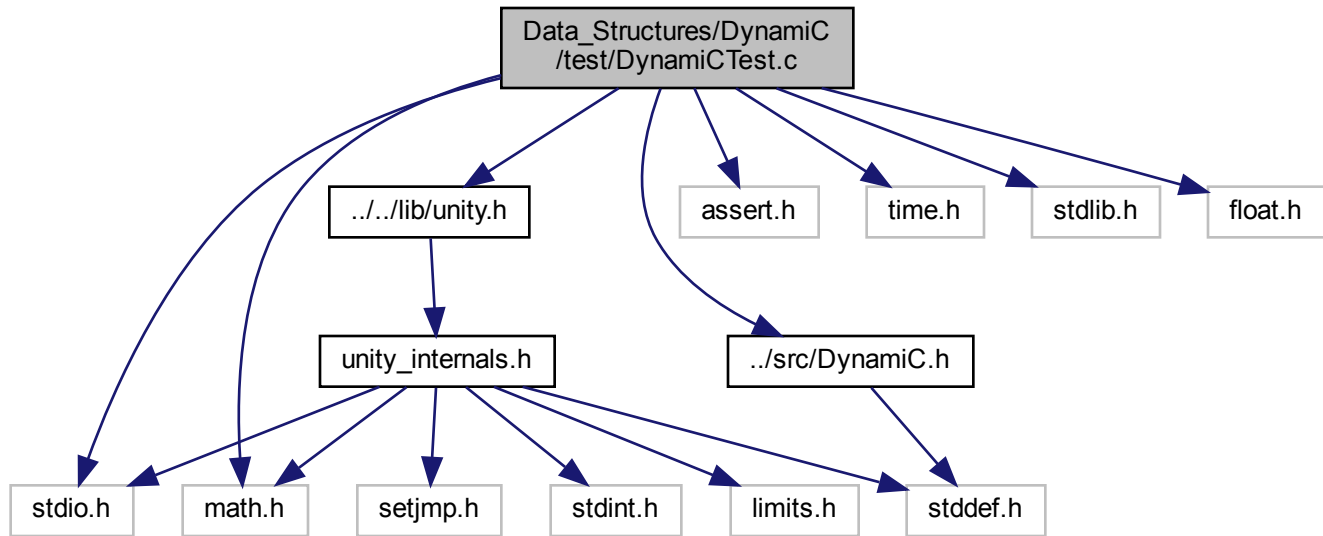 Data_Structures/DynamiC
/test/DynamiCTest.c
../../lib/unity.h
assert.h
time.h
stdlib.h
float.h
unity_internals.h
../src/DynamiC.h
stdio.h
math.h
setjmp.h
stdint.h
limits.h
stddef.h